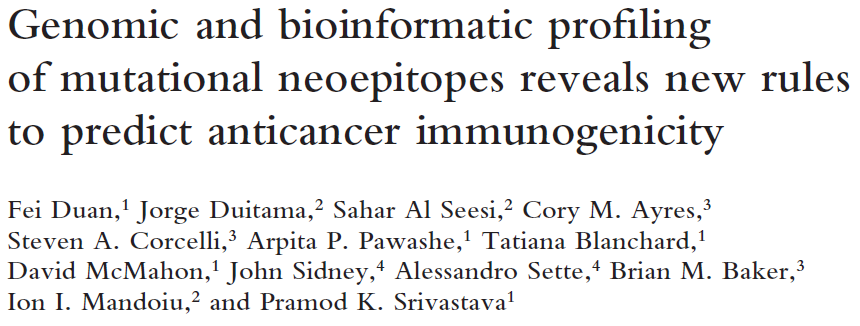 Genomic and bioinformatic profiling
of mutational neoepitopes reveals new rules
to predict anticancer immunogenicity
Fei Duan,¹ Jorge Duitama,² Sahar Al Seesi,² Cory M. Ayres,³
Steven A. Corcelli,³ Arpita P. Pawashe,¹ Tatiana Blanchard,¹
David McMahon,¹ John Sidney,⁴ Alessandro Sette,⁴ Brian M. Baker,³
Ion I. Mandoiu,² and Pramod K. Srivastava¹